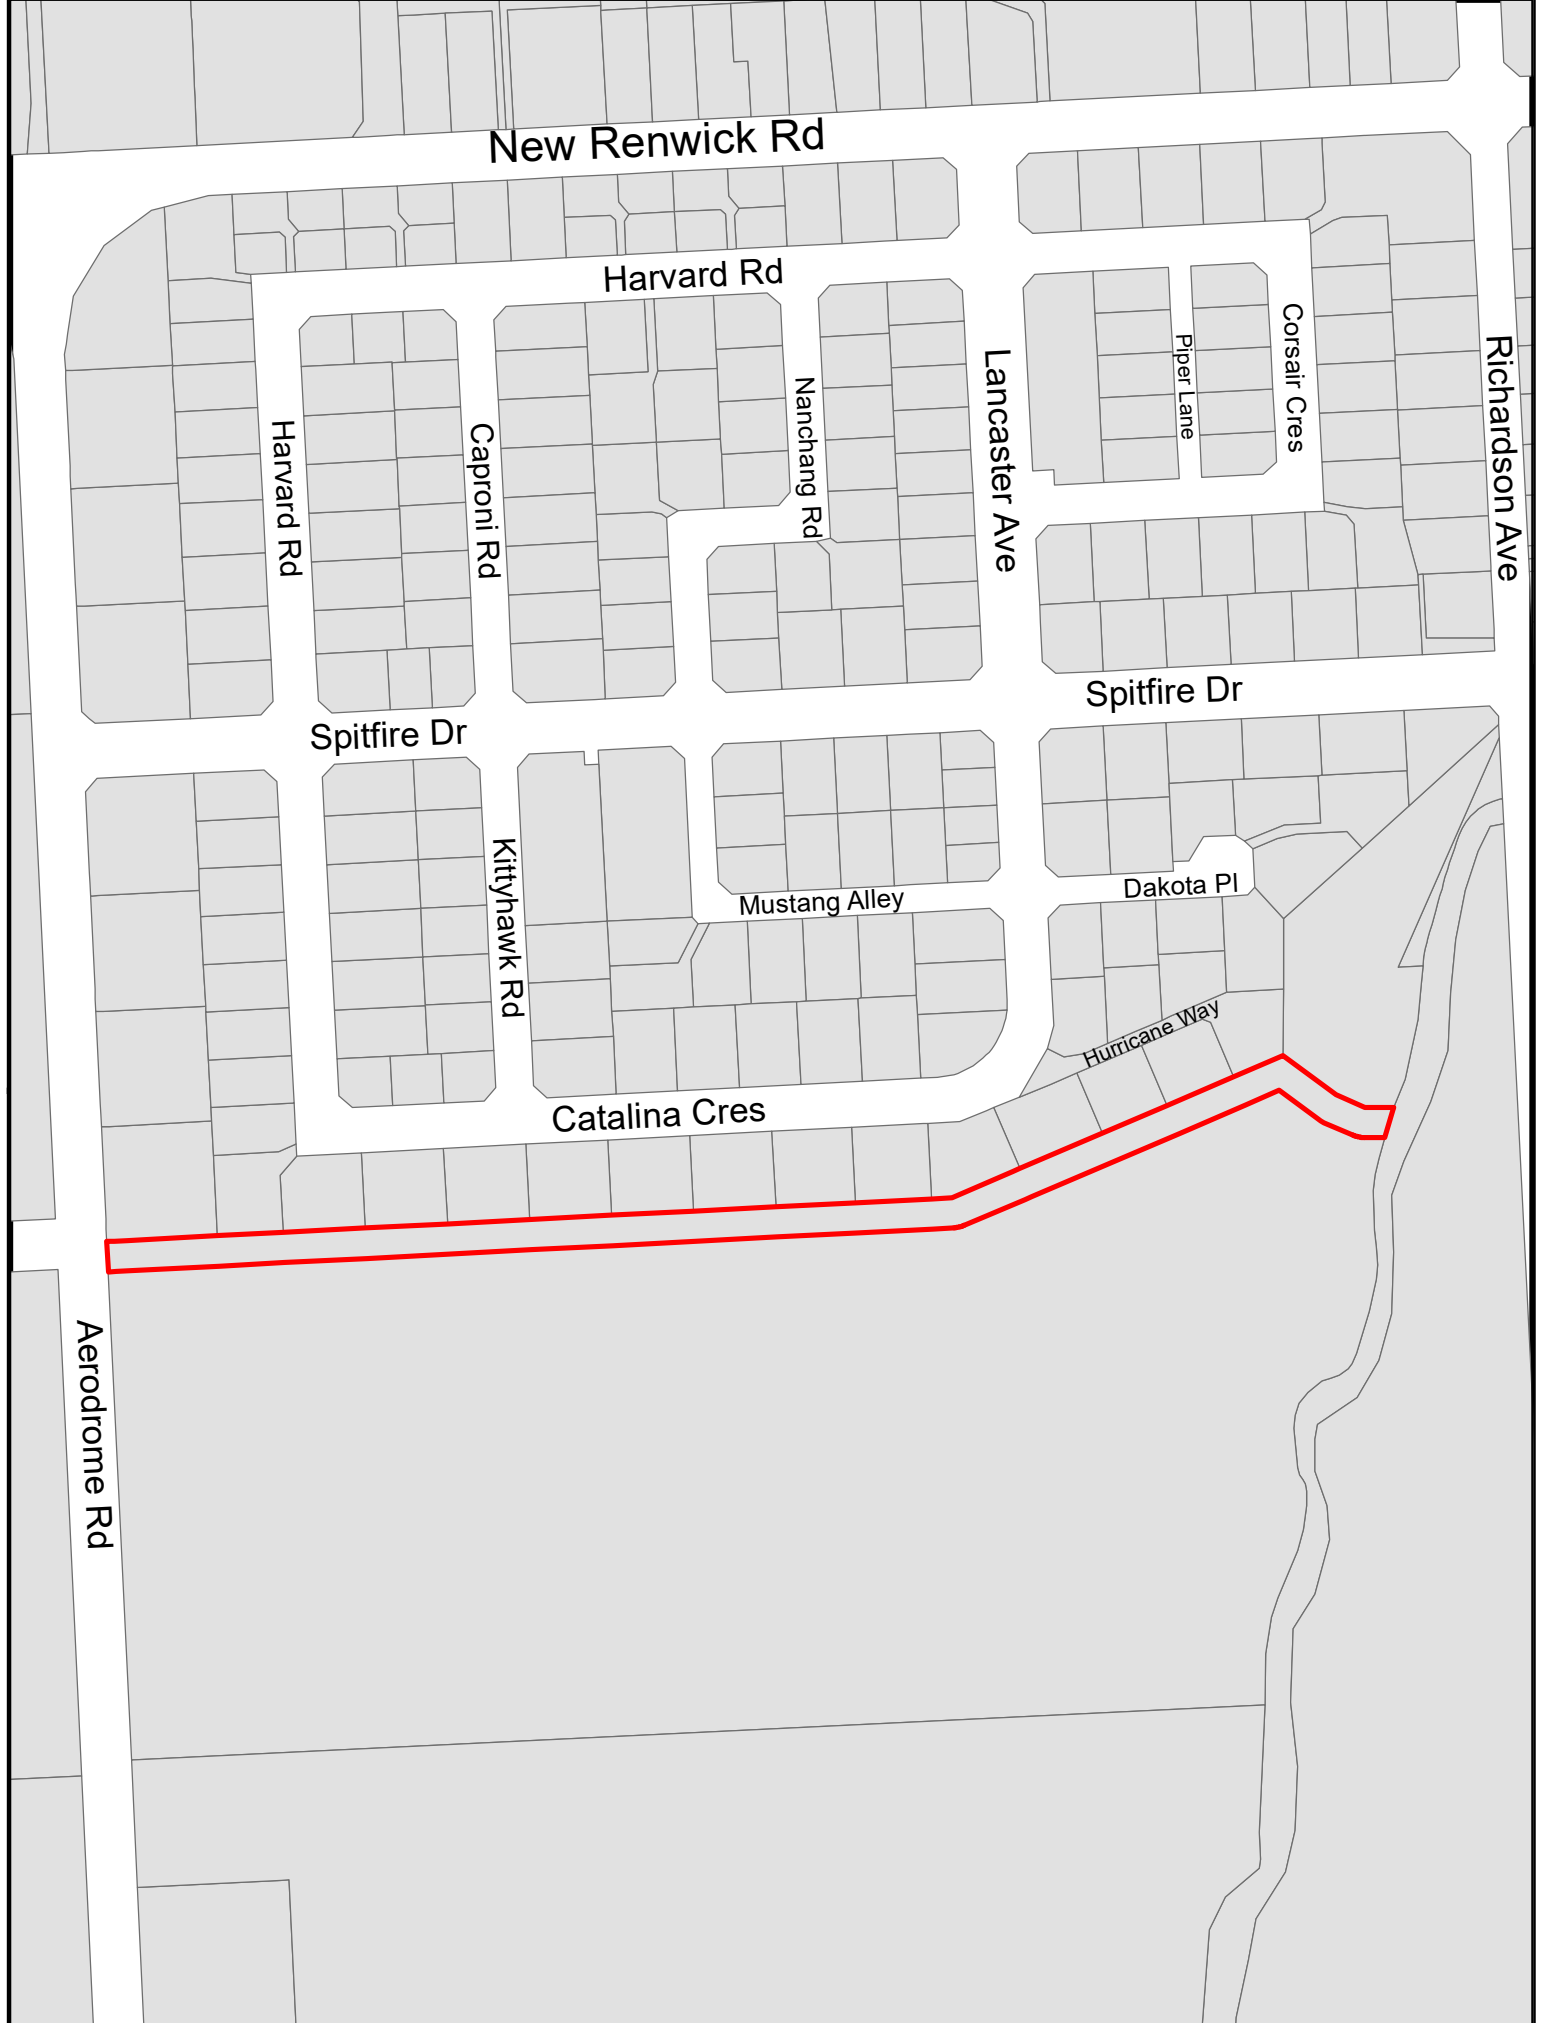 New Renwick Rd
Harvard Rd
Corsair Cres
Piper Lane
Richardson Ave
Lancaster Ave
Nanchang Rd
Harvard Rd
Caproni Rd
Spitfire Dr
Spitfire Dr
Kittyhawk Rd
Dakota Pl
Mustang Alley
Hurricane Way
Catalina Cres
Aerodrome Rd